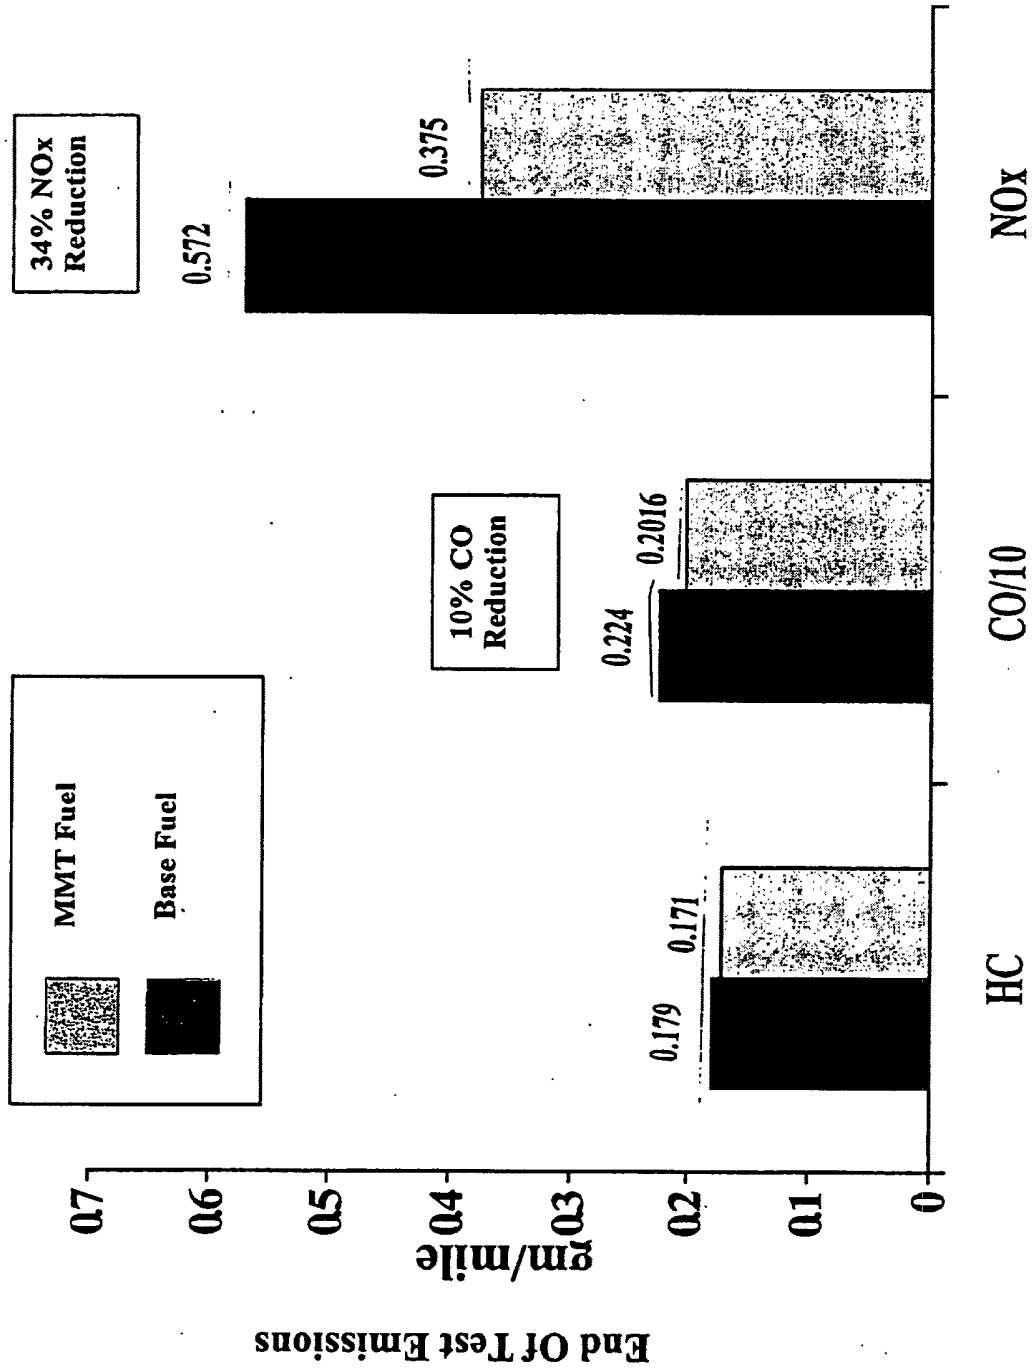 End Of Test Emissions
gm/mile
0.7
0.6
0.5
0.4
0.3
0.2
0.1
0
MMT Fuel
Base Fuel
10% CO
Reduction
34% NOx
Reduction
0.179
0.171
0.224
0.2016
0.572
0.375
HC
CO/10
NOx